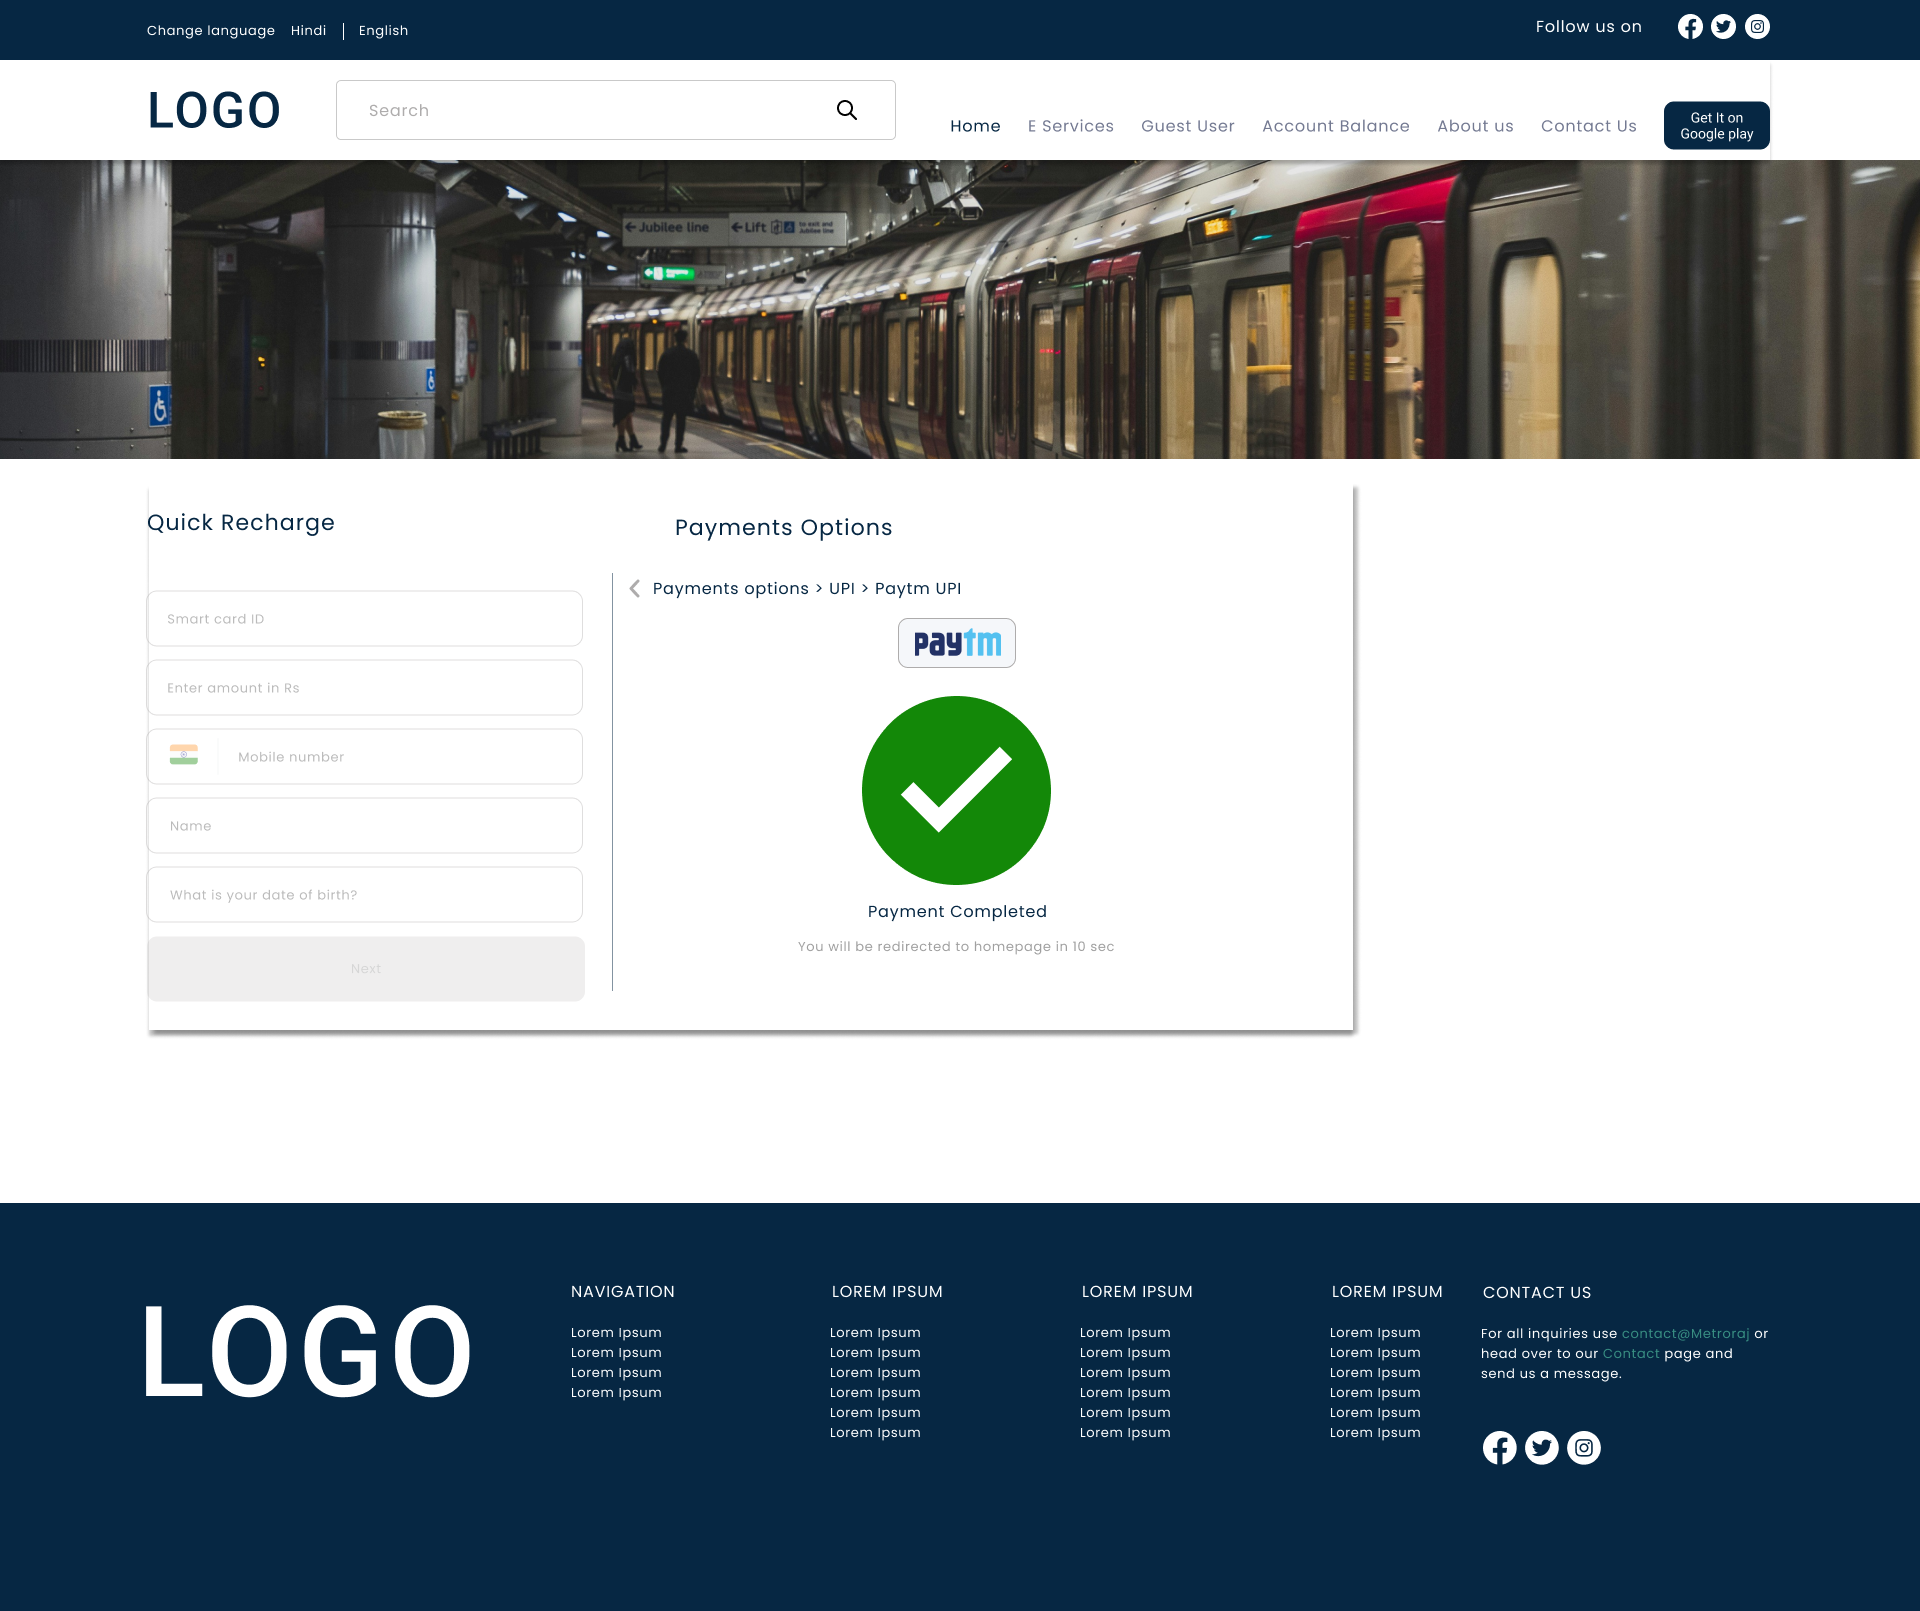 Change language Hindi English
Follow us on
LOGO
Search
Home E Services Guest User Account Balance About us Contact Us
Get It on
Google play
Jubilee line
Lift
to exit and
Jubilee line
Quick Recharge
Smart card ID
Enter amount in Rs
Mobile number
Name
What is your date of birth?
Next
Payments Options
Payments options > UPI > Paytm UPI
paytm
Payment Completed
You will be redirected to homepage in 10 sec
LOGO
NAVIGATION
Lorem Ipsum
Lorem Ipsum
Lorem Ipsum
Lorem Ipsum
LOREM IPSUM
Lorem Ipsum
Lorem Ipsum
Lorem Ipsum
Lorem Ipsum
Lorem Ipsum
Lorem Ipsum
LOREM IPSUM
Lorem Ipsum
Lorem Ipsum
Lorem Ipsum
Lorem Ipsum
Lorem Ipsum
Lorem Ipsum
LOREM IPSUM
Lorem Ipsum
Lorem Ipsum
Lorem Ipsum
Lorem Ipsum
Lorem Ipsum
Lorem Ipsum
CONTACT US
For all inquiries use contact@Metroraj or
head over to our Contact page and
send us a message.